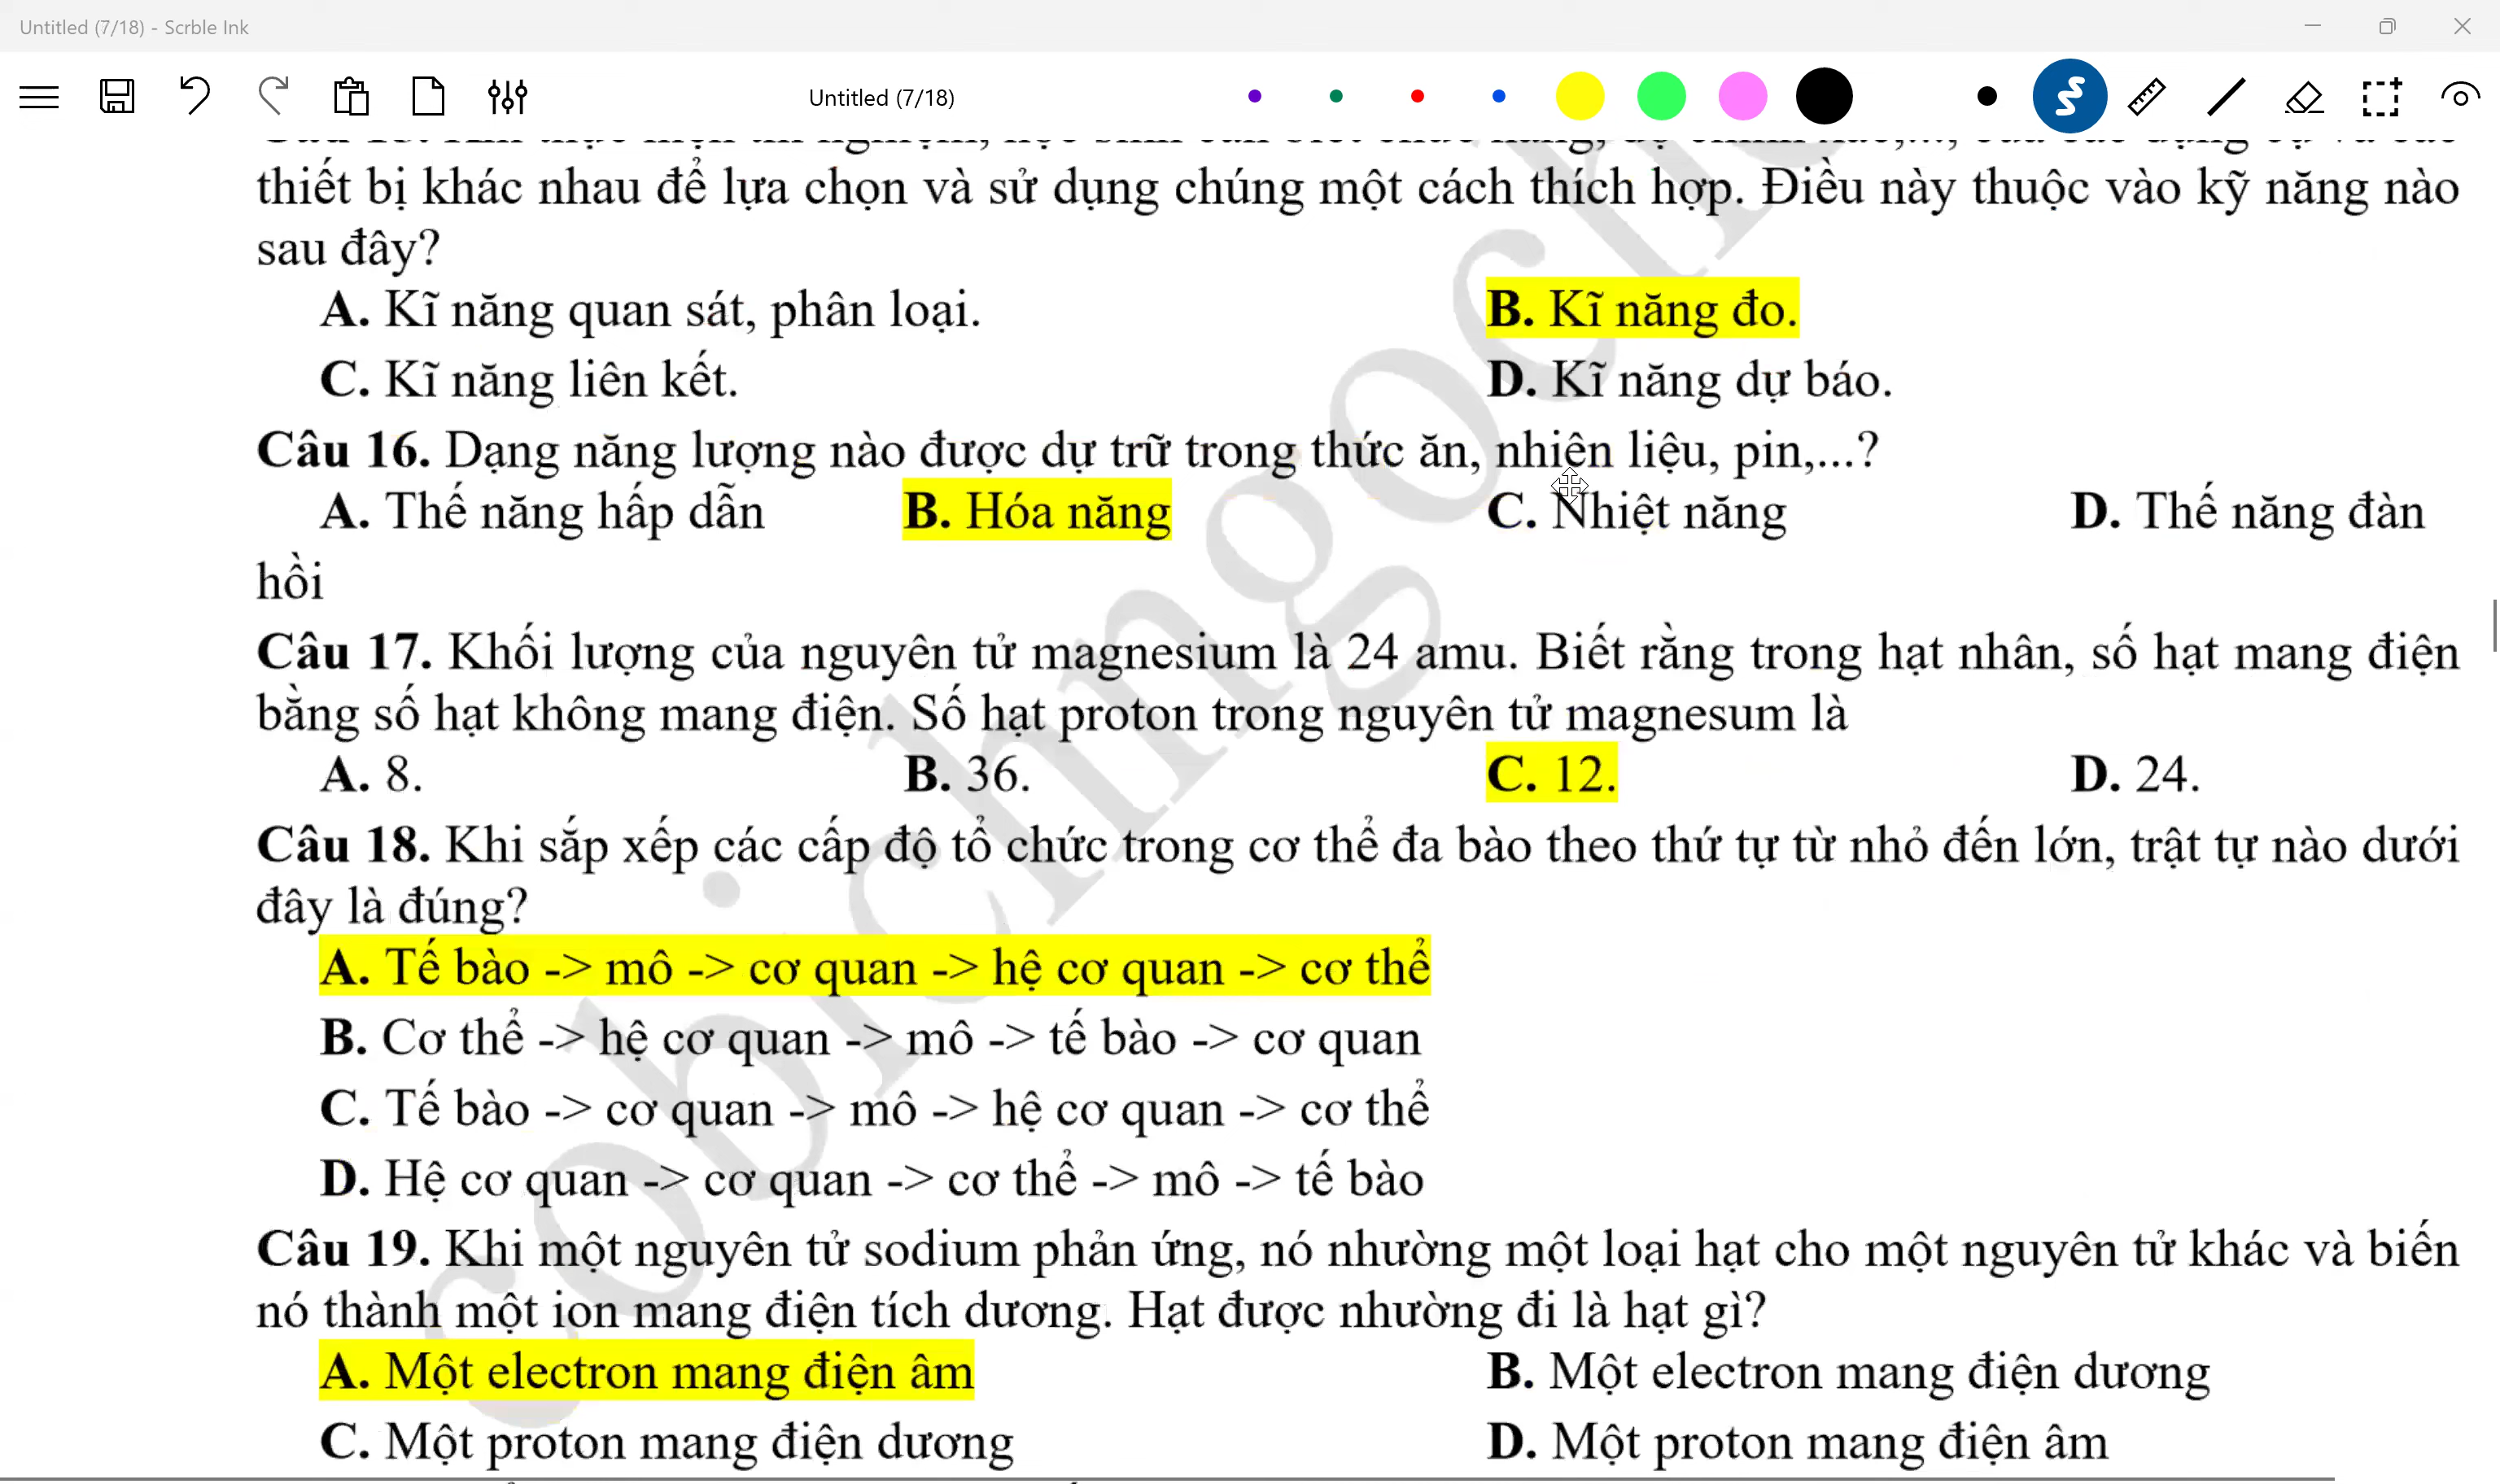 Untitled (7/18) - Scrble Ink
Untitled (7/18)
thiết bị khác nhau để lựa chọn và sử dụng chúng một cách thích hợp. Điều này thuộc vào kỹ năng nào
sau đây?
A. Kĩ năng quan sát, phân loại. B. Kĩ năng đo.
C. Kĩ năng liên kết. D. Kĩ năng dự báo.
Câu 16. Dạng năng lượng nào được dự trữ trong thức ăn, nhiên liệu, pin,...?
A. Thế năng hấp dẫn B. Hóa năng C. Nhiệt năng D. Thế năng đàn
hồi
Câu 17. Khối lượng của nguyên tử magnesium là 24 amu. Biết rằng trong hạt nhân, số hạt mang điện
bằng số hạt không mang điện. Số hạt proton trong nguyên tử magnesum là
A. 8. B. 36. C. 12. D. 24.
Câu 18. Khi sắp xếp các cấp độ tổ chức trong cơ thể đa bào theo thứ tự từ nhỏ đến lớn, trật tự nào dưới
đây là đúng?
A. Tế bào -> mô -> cơ quan -> hệ cơ quan -> cơ thể
B. Cơ thể -> hệ cơ quan -> mô -> tế bào -> cơ quan
C. Tế bào -> cơ quan -> mô -> hệ cơ quan -> cơ thể
D. Hệ cơ quan -> cơ quan -> cơ thể -> mô -> tế bào
Câu 19. Khi một nguyên tử sodium phản ứng, nó nhường một loại hạt cho một nguyên tử khác và biến
nó thành một ion mang điện tích dương. Hạt được nhường đi là hạt gì?
A. Một electron mang điện âm B. Một electron mang điện dương
C. Một proton mang điện dương D. Một proton mang điện âm